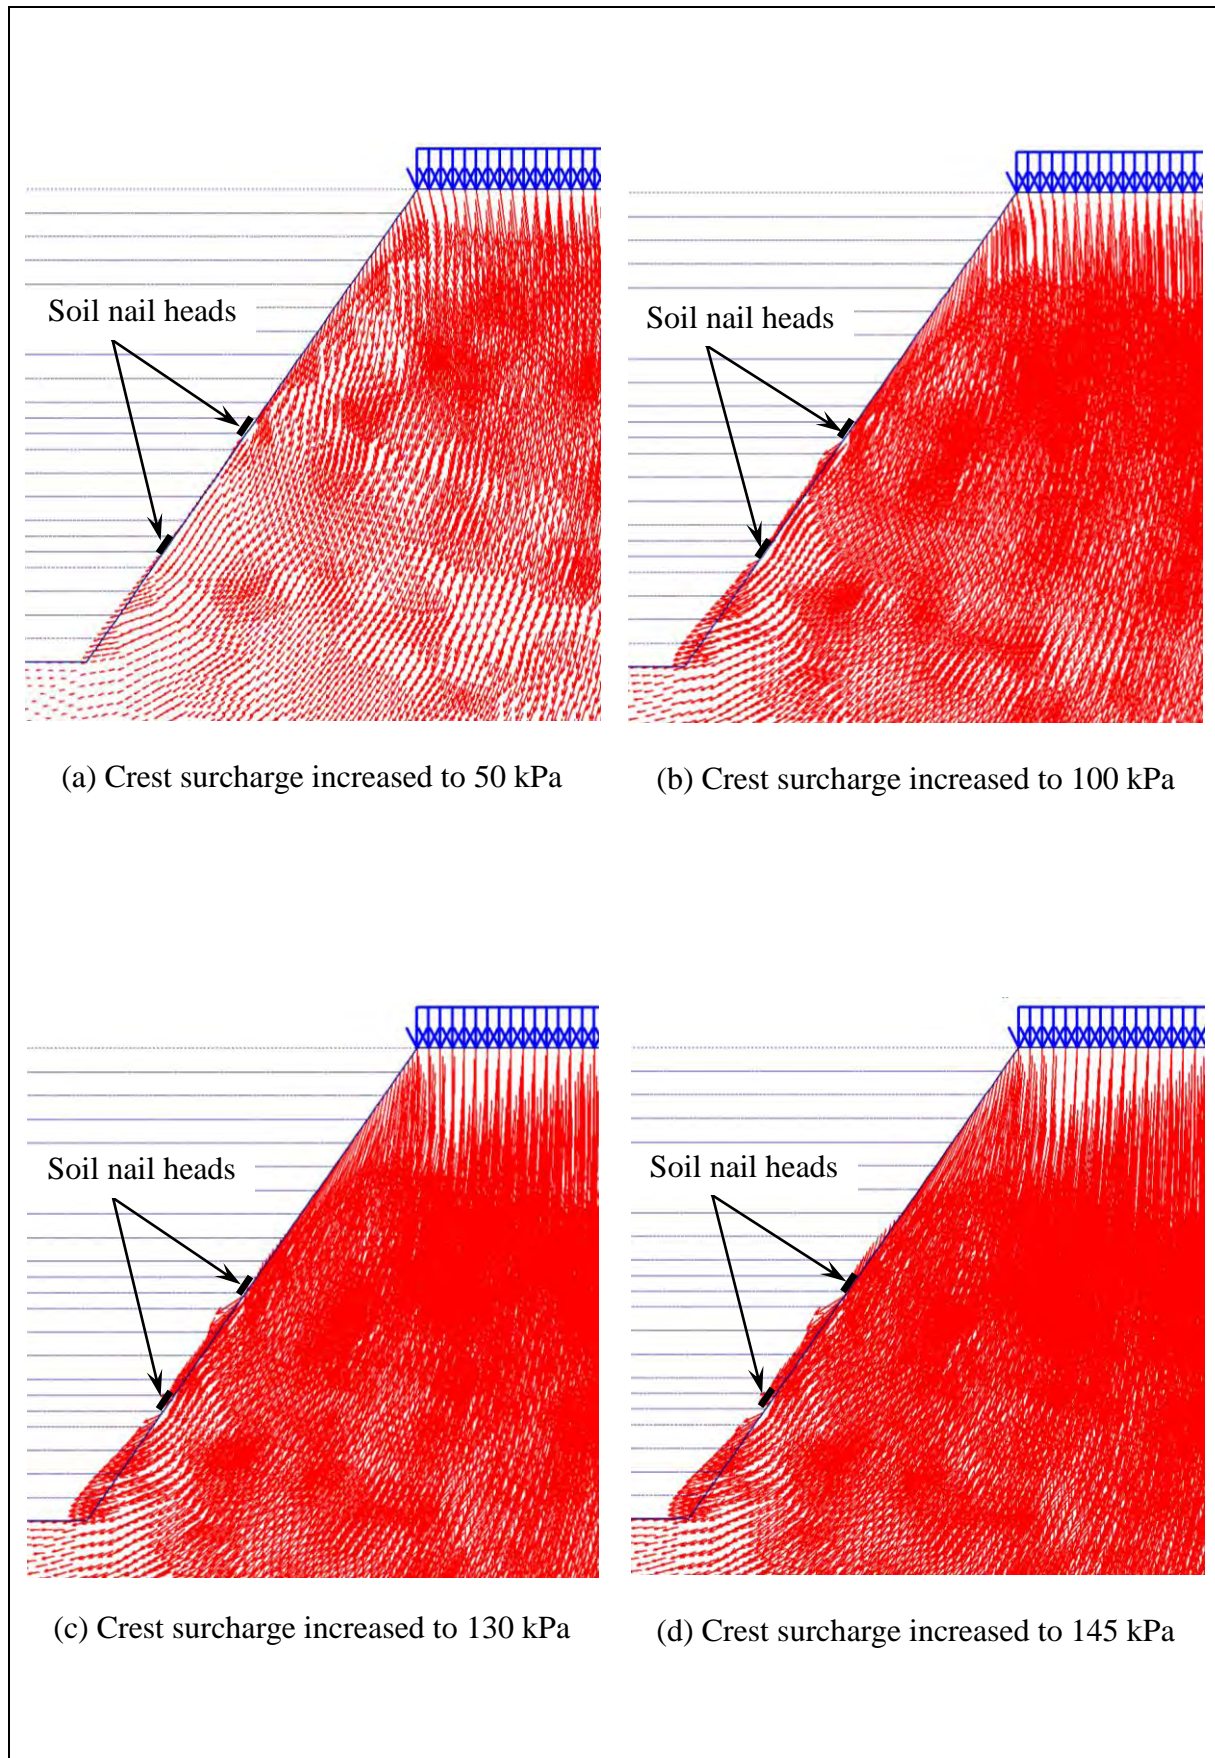 Soil nail heads
Soil nail heads
(a) Crest surcharge increased to 50 kPa
(b) Crest surcharge increased to 100 kPa
Soil nail heads
Soil nail heads
(c) Crest surcharge increased to 130 kPa
(d) Crest surcharge increased to 145 kPa